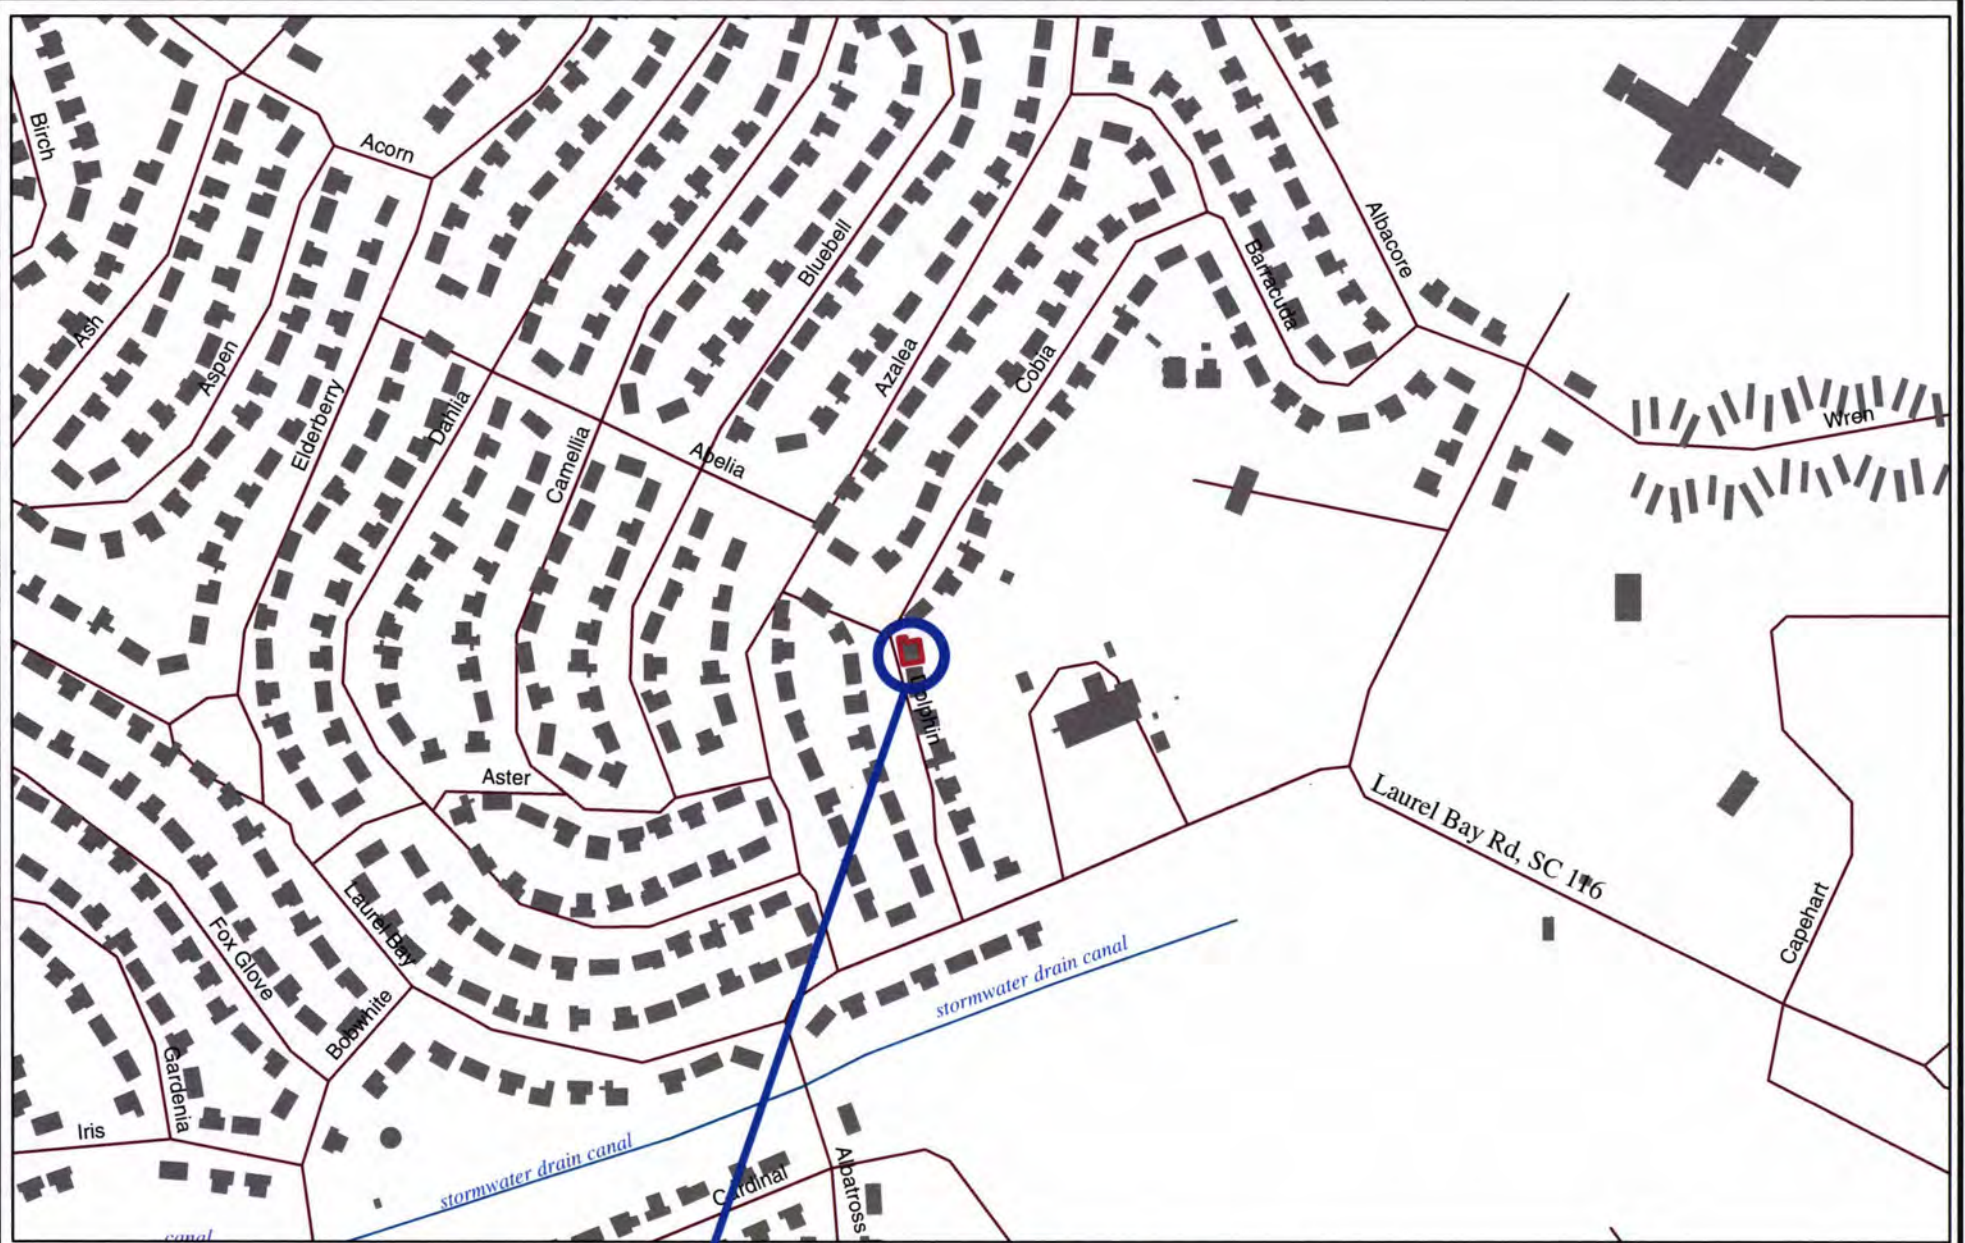 Birch
Acorn
Albacore
Bluebell
Barracuda
Ash
Aspen
Azalea
Cobia
Elderberry
Dahlia
Camellia
Abelia
Wren
Dolphin
Aster
Laurel Bay Rd, SC 116
Laurel Bay
Fox Glove
Capehart
stormwater drain canal
Bobwhite
Gardenia
Iris
stormwater drain canal
Cardinal
Albatross
canal